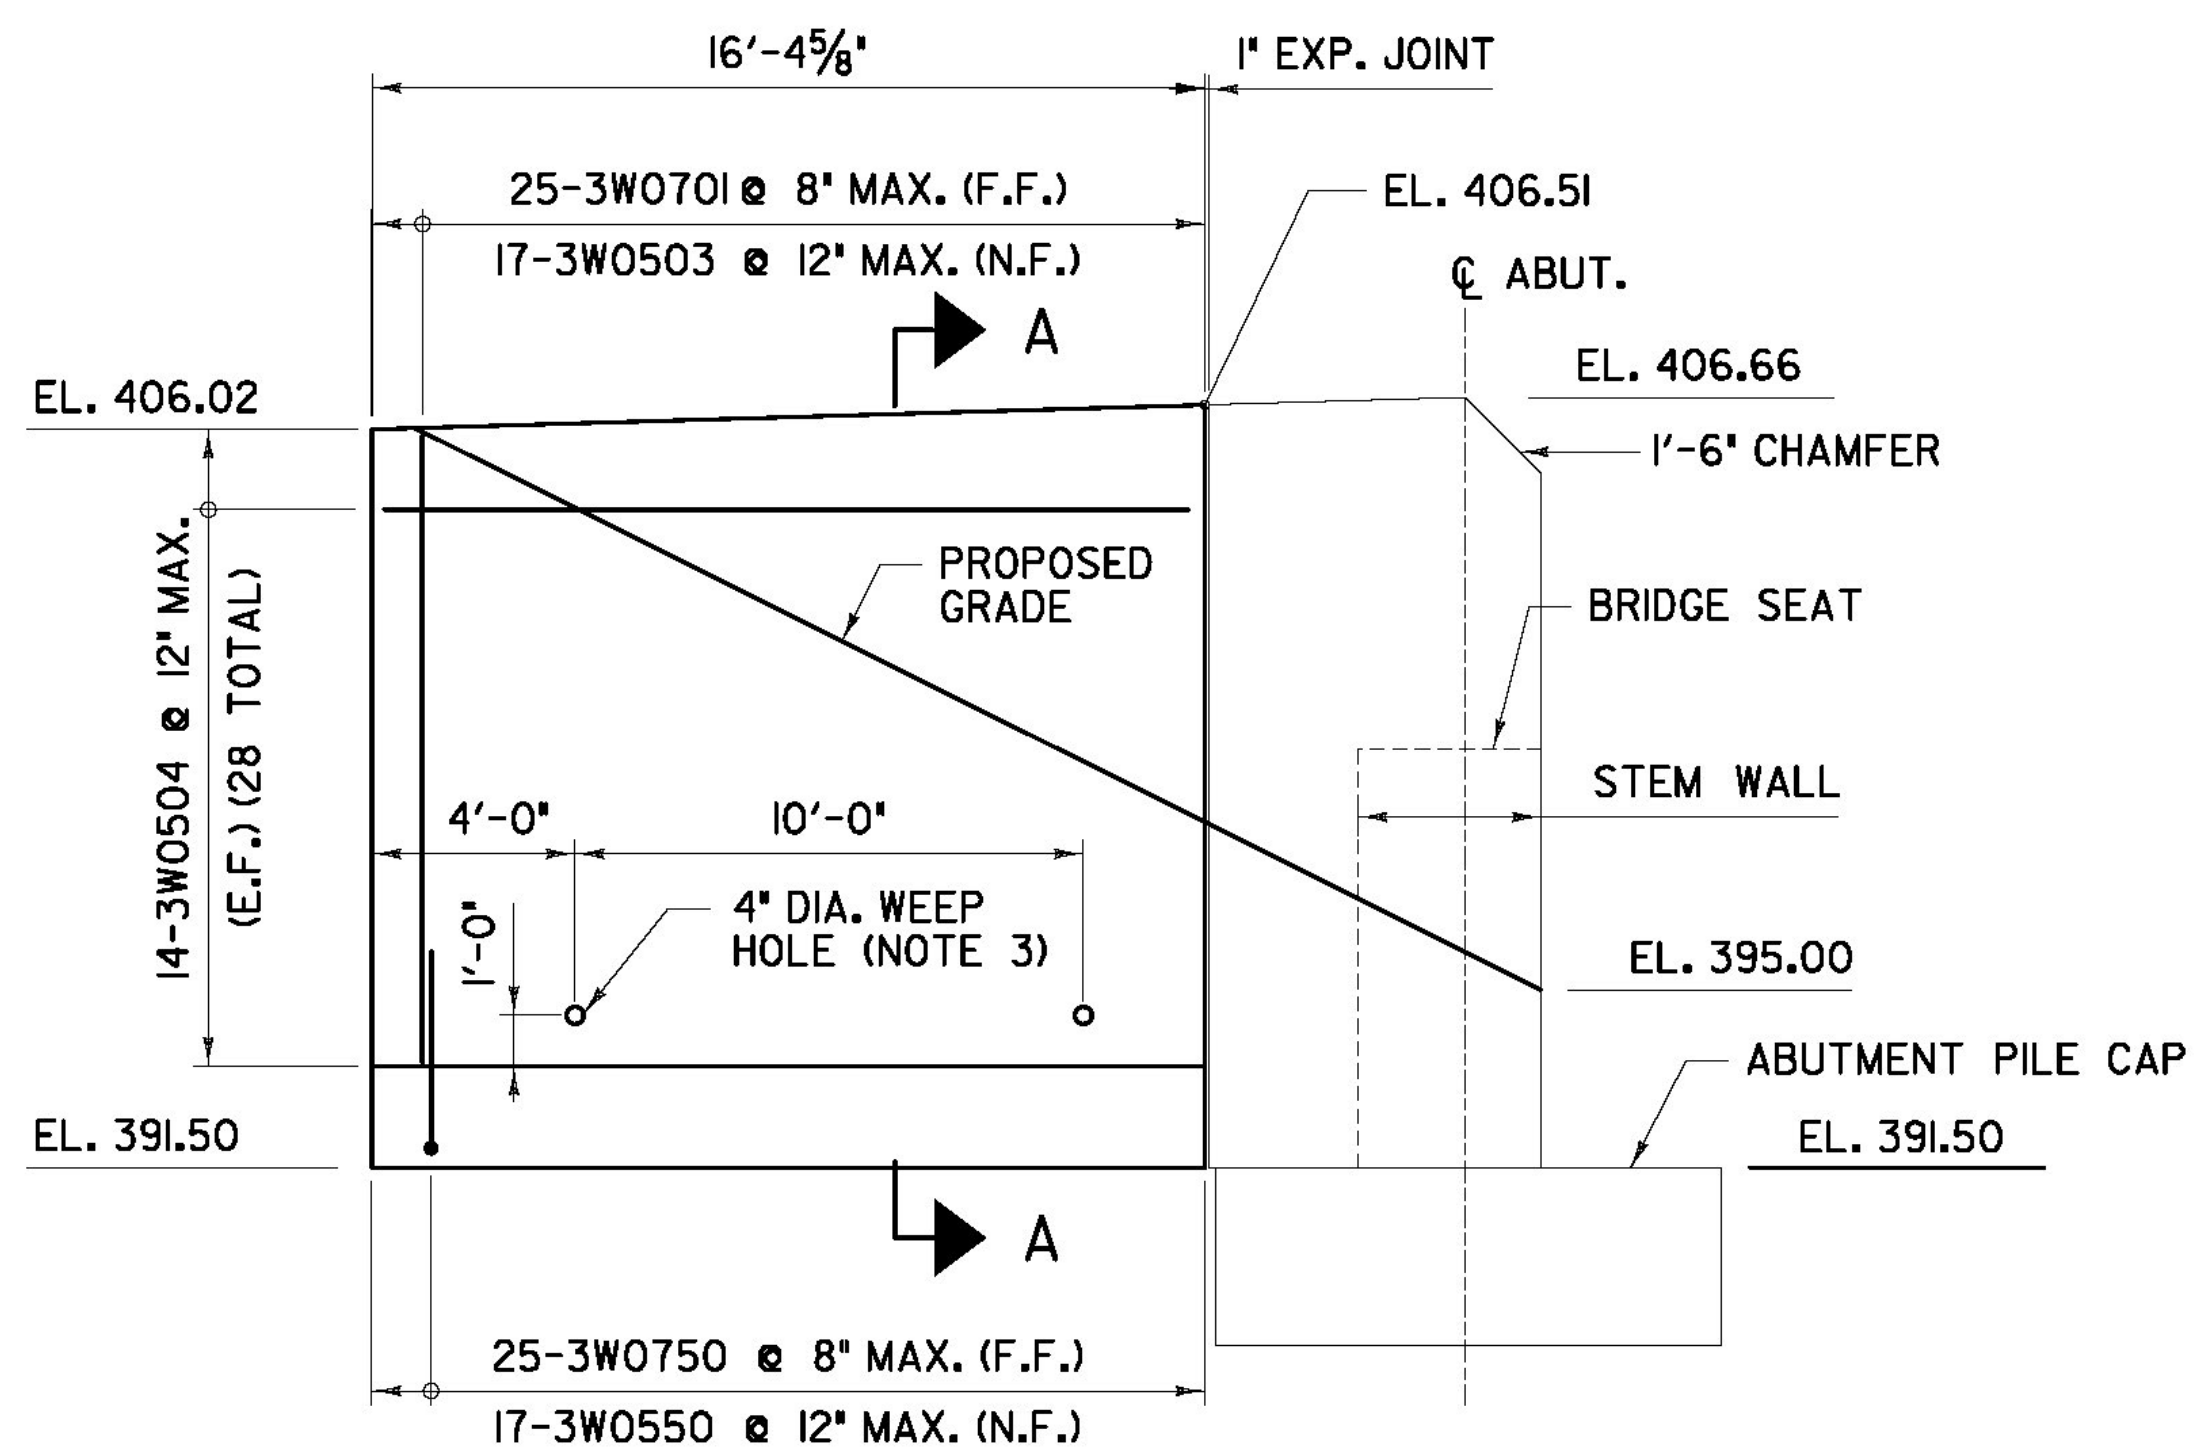 16'-4⅝"
1" EXP. JOINT
25-3W0701 @ 8" MAX. (F.F.)
17-3W0503 @ 12" MAX. (N.F.)
EL. 406.51
℄ ABUT.
A
EL. 406.66
EL. 406.02
1'-6" CHAMFER
PROPOSED
GRADE
BRIDGE SEAT
14-3W0504 @ 12" MAX.
(E.F.) (28 TOTAL)
STEM WALL
4'-0"
10'-0"
1'-0"
4" DIA. WEEP
HOLE (NOTE 3)
EL. 395.00
ABUTMENT PILE CAP
EL. 391.50
EL. 391.50
A
25-3W0750 @ 8" MAX. (F.F.)
17-3W0550 @ 12" MAX. (N.F.)